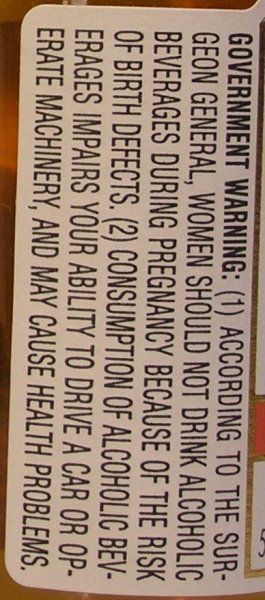 GOVERNMENT WARNING: (1) ACCORDING TO THE SUR-
GEON GENERAL, WOMEN SHOULD NOT DRINK ALCOHOLIC
BEVERAGES DURING PREGNANCY BECAUSE OF THE RISK
OF BIRTH DEFECTS. (2) CONSUMPTION OF ALCOHOLIC BEV-
ERAGES IMPAIRS YOUR ABILITY TO DRIVE A CAR OR OP-
ERATE MACHINERY, AND MAY CAUSE HEALTH PROBLEMS.